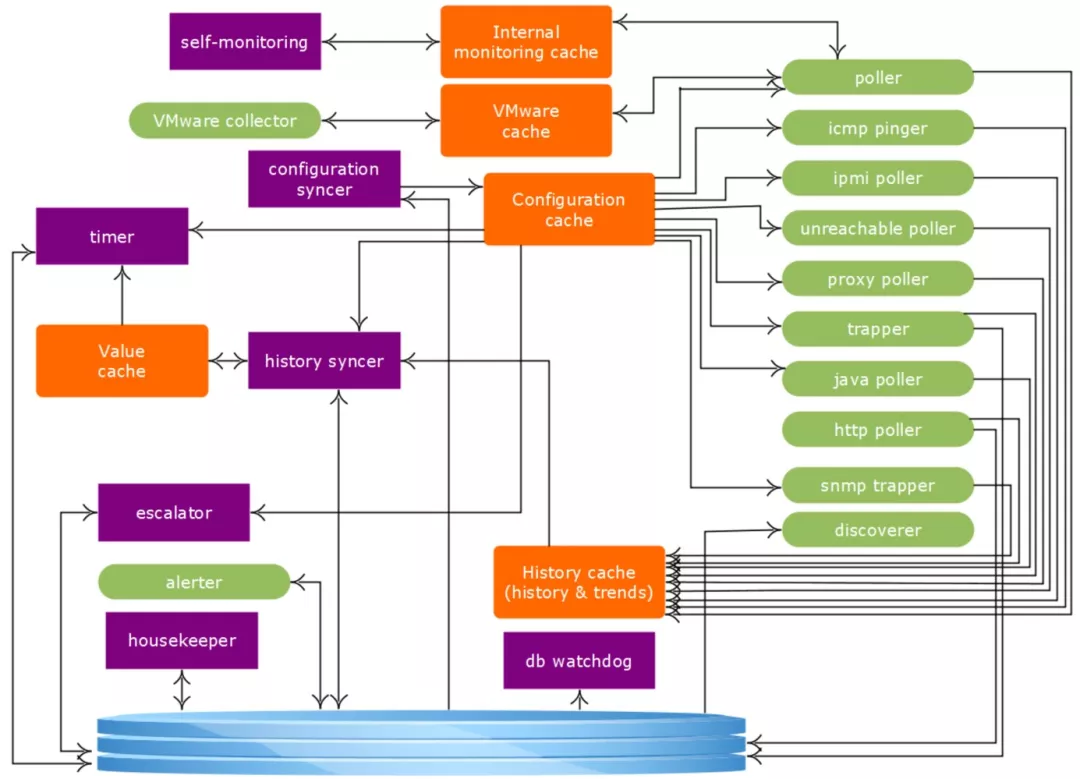 self-monitoring
Internal
monitoring cache
poller
VMware collector
VMware
cache
icmp pinger
configuration
syncer
Configuration
cache
ipmi poller
timer
unreachable poller
proxy poller
Value
cache
history syncer
trapper
java poller
http poller
escalator
snmp trapper
discoverer
alerter
History cache
(history & trends)
housekeeper
db watchdog